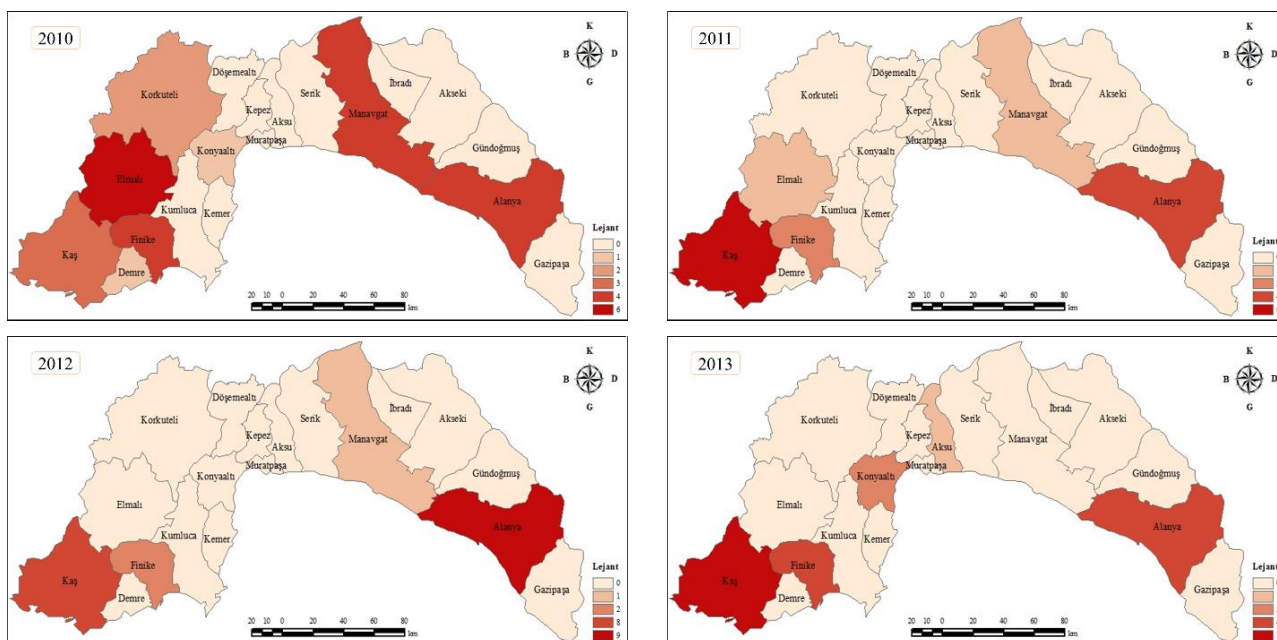 2010
K
B
D
G
Döşemealtı
Korkuteli
İbradı
Serik
Akseki
Kepez
Manavgat
Aksu
Muratpaşa
Konyaaltı
Gündoğmuş
Elmalı
Alanya
Kumluca
Kemer
Finike
Kaş
Demre
Gazipaşa
Lejant
0
1
2
3
4
6
20 10 0 20 40 60 80
km
2011
K
B
D
G
Döşemealtı
Korkuteli
İbradı
Serik
Akseki
Kepez
Manavgat
Aksu
Muratpaşa
Konyaaltı
Gündoğmuş
Elmalı
Alanya
Kumluca
Kemer
Finike
Kaş
Demre
Gazipaşa
Lejant
20 10 0 20 40 60 80
km
2012
K
B
D
G
Döşemealtı
Korkuteli
İbradı
Serik
Akseki
Kepez
Manavgat
Aksu
Muratpaşa
Konyaaltı
Gündoğmuş
Elmalı
Alanya
Kumluca
Kemer
Finike
Kaş
Demre
Gazipaşa
Lejant
0
1
2
8
9
20 10 0 20 40 60 80
km
2013
K
B
D
G
Döşemealtı
Korkuteli
İbradı
Serik
Akseki
Kepez
Manavgat
Aksu
Muratpaşa
Konyaaltı
Gündoğmuş
Elmalı
Alanya
Kumluca
Kemer
Finike
Kaş
Demre
Gazipaşa
Lejant
20 10 0 20 40 60 80
km